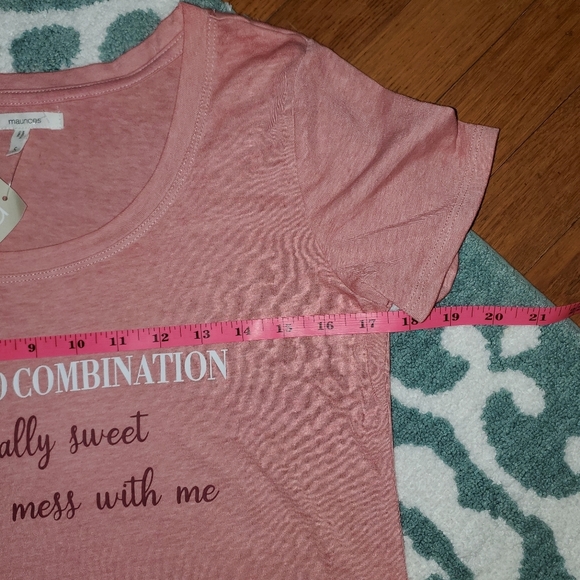 maurices
9 10 11 12 13 14 15 16 17 18 19 20 21
O COMBINATION
ally sweet
mess with me